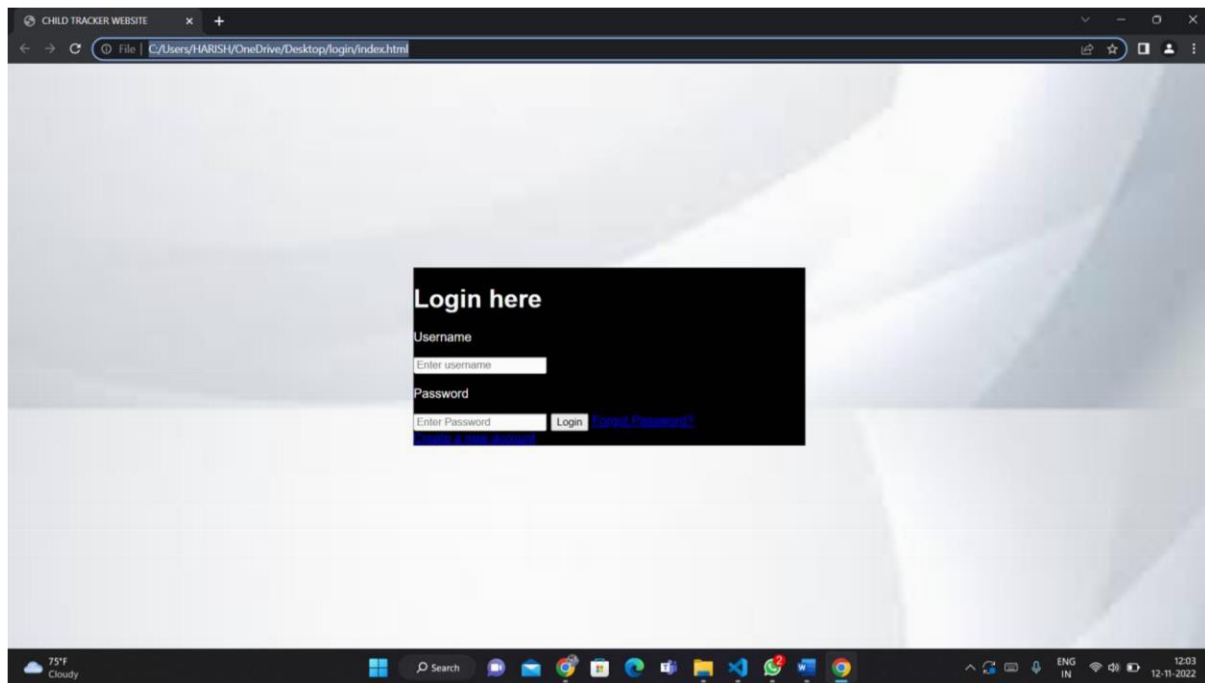 CHILD TRACKER WEBSITE
File | C:/Users/HARISH/OneDrive/Desktop/login/index.html
Login here
Username
Enter username
Password
Enter Password Login Forgot Password?
Create a new account
75°F
Cloudy
Search
2
ENG
IN
12:03
12-11-2022